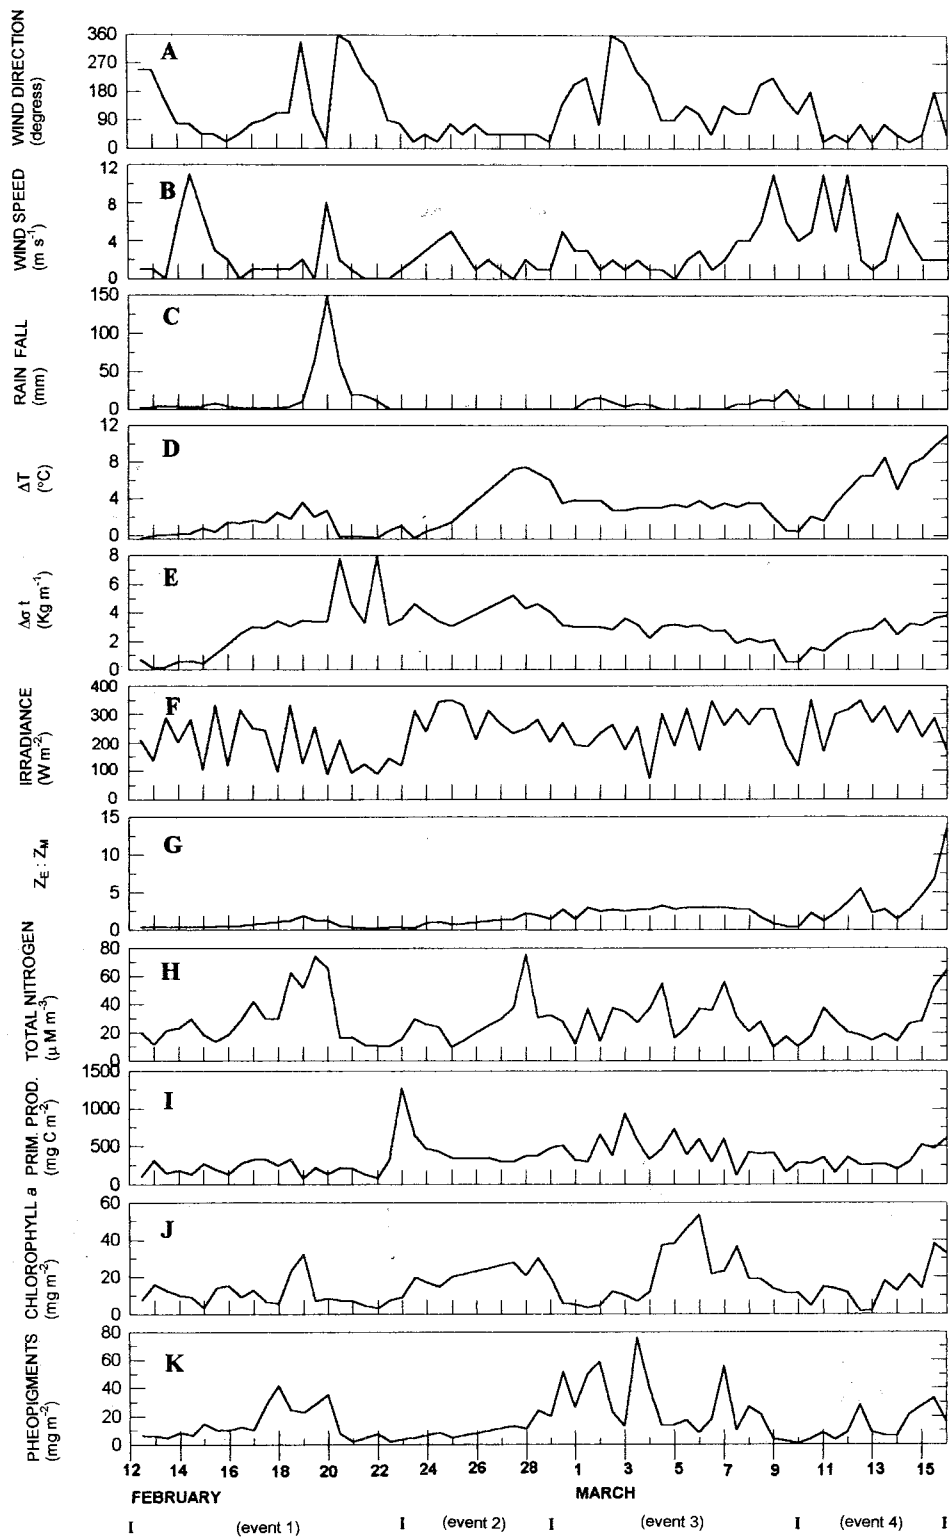 WIND DIRECTION
(degress)
360
270
180
90
0
A
WIND SPEED
(m s-1)
12
8
4
0
B
RAIN FALL
(mm)
150
100
50
0
C
ΔT
(°C)
12
8
4
0
D
Δσ t
(Kg m-1)
8
6
4
2
0
E
IRRADIANCE
(W m-2)
400
300
200
100
0
F
ZE : ZM
15
10
5
0
G
TOTAL NITROGEN
(μ M m-3)
80
60
40
20
0
H
PRIM. PROD.
(mg C m-2)
1500
1000
500
0
I
CHLOROPHYLL a
(mg m-2)
60
40
20
0
J
PHEOPIGMENTS
(mg m-2)
80
60
40
20
0
K
12 14 16 18 20 22 24 26 28 1 3 5 7 9 11 13 15
FEBRUARY MARCH
I (event 1) I (event 2) I (event 3) I (event 4) I